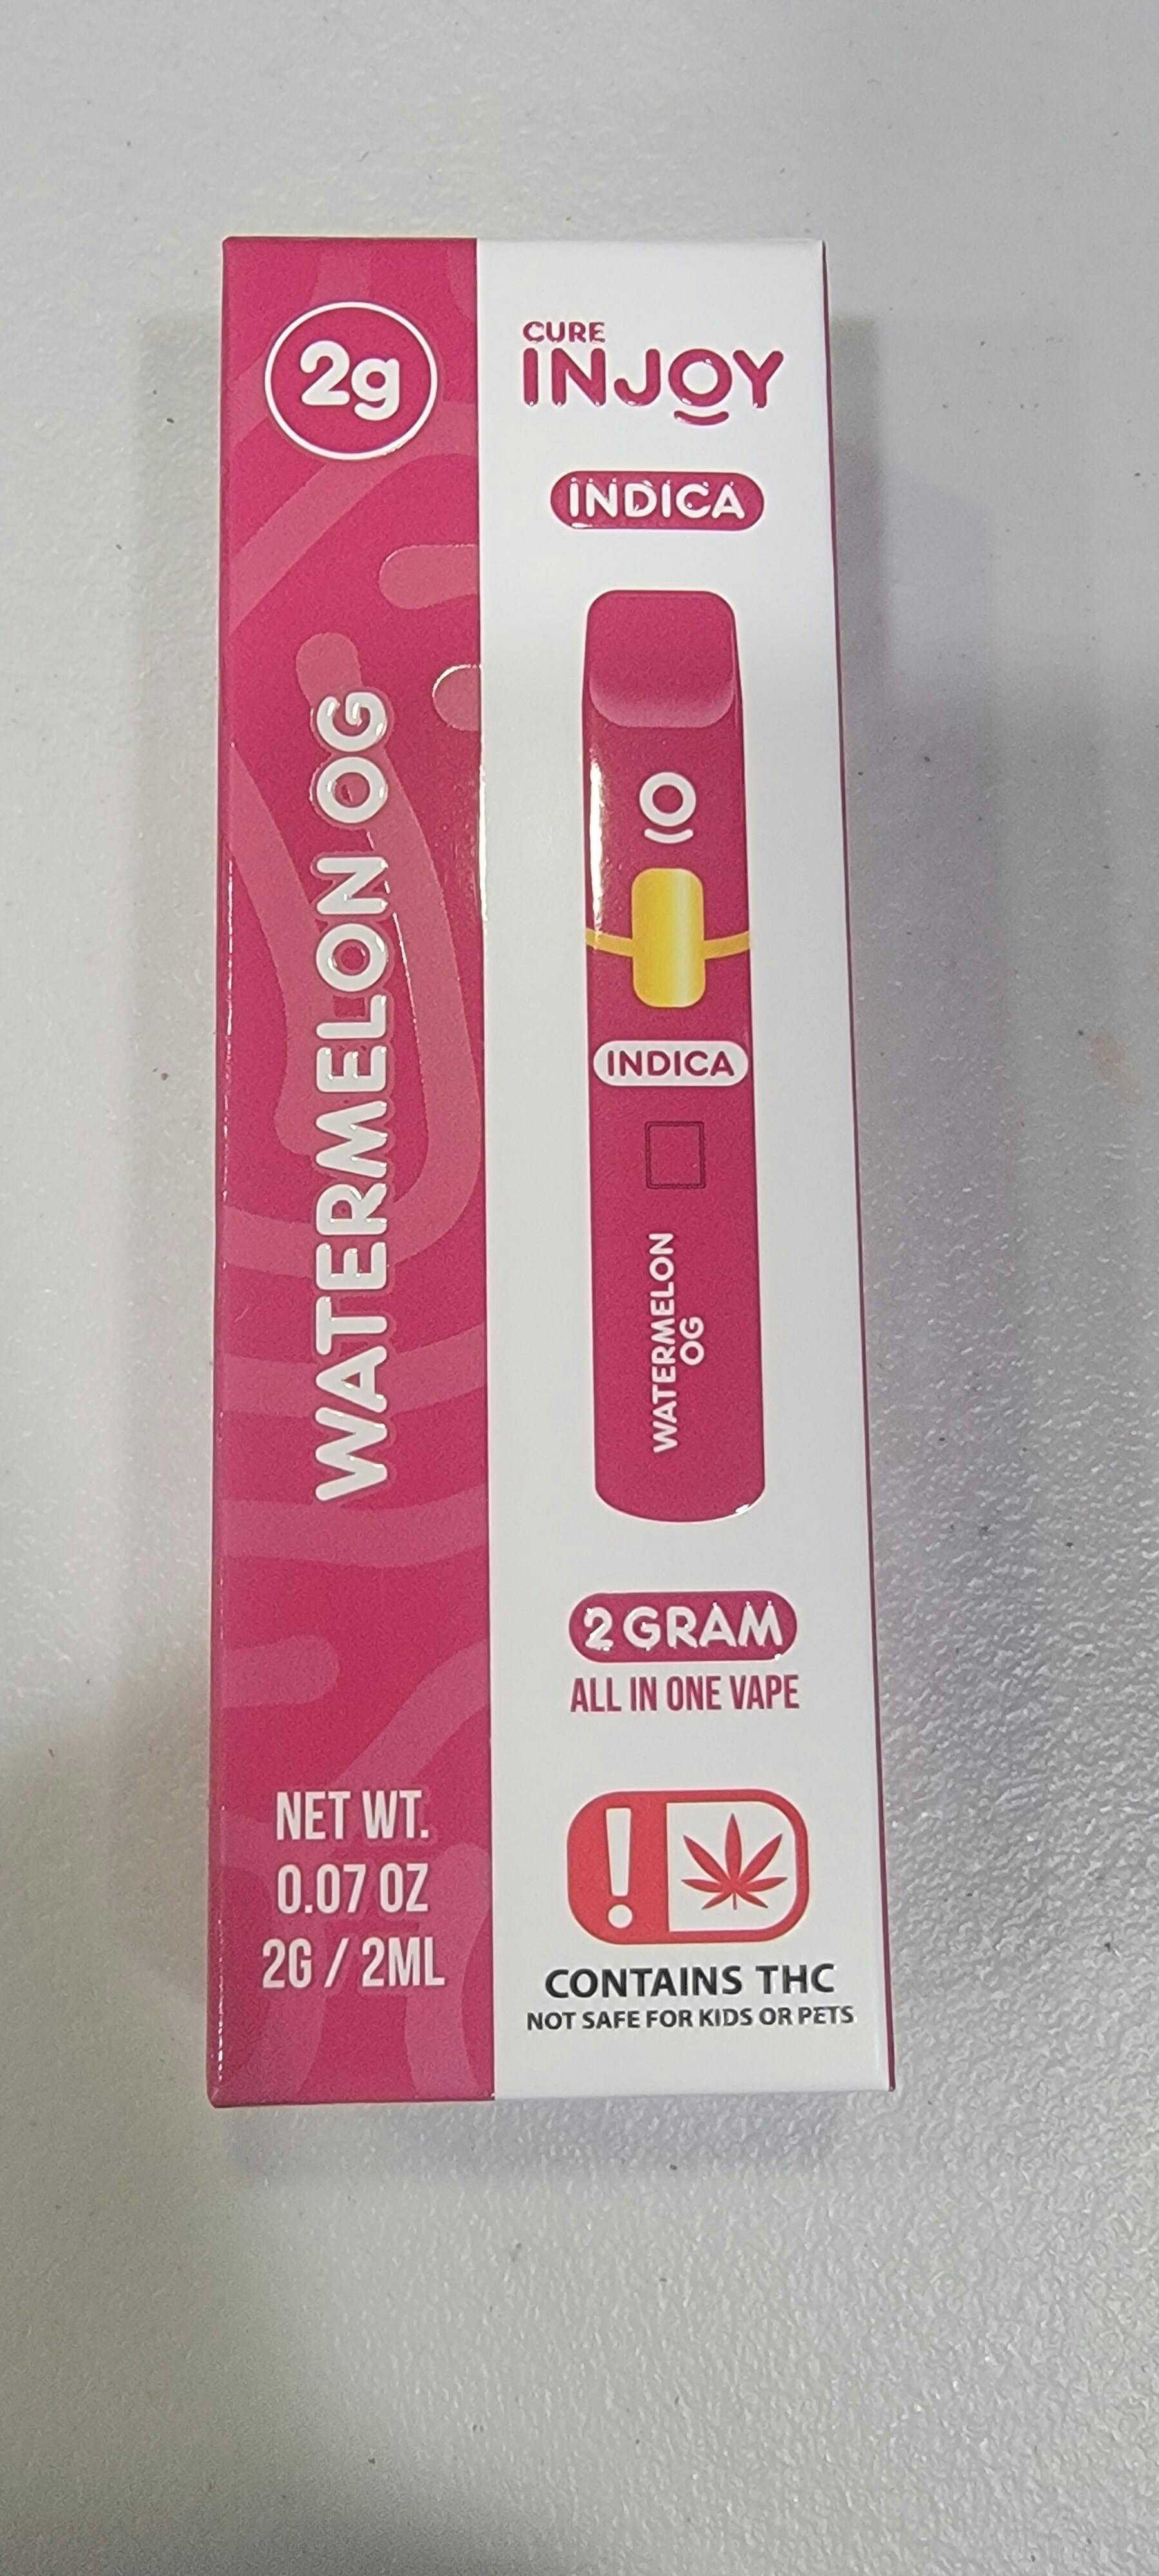 2g
WATERMELON OG
NET WT.
0.07 OZ
2G / 2ML
CURE
INJOY
INDICA
INDICA
WATERMELON
OG
2 GRAM
ALL IN ONE VAPE
!
CONTAINS THC
NOT SAFE FOR KIDS OR PETS